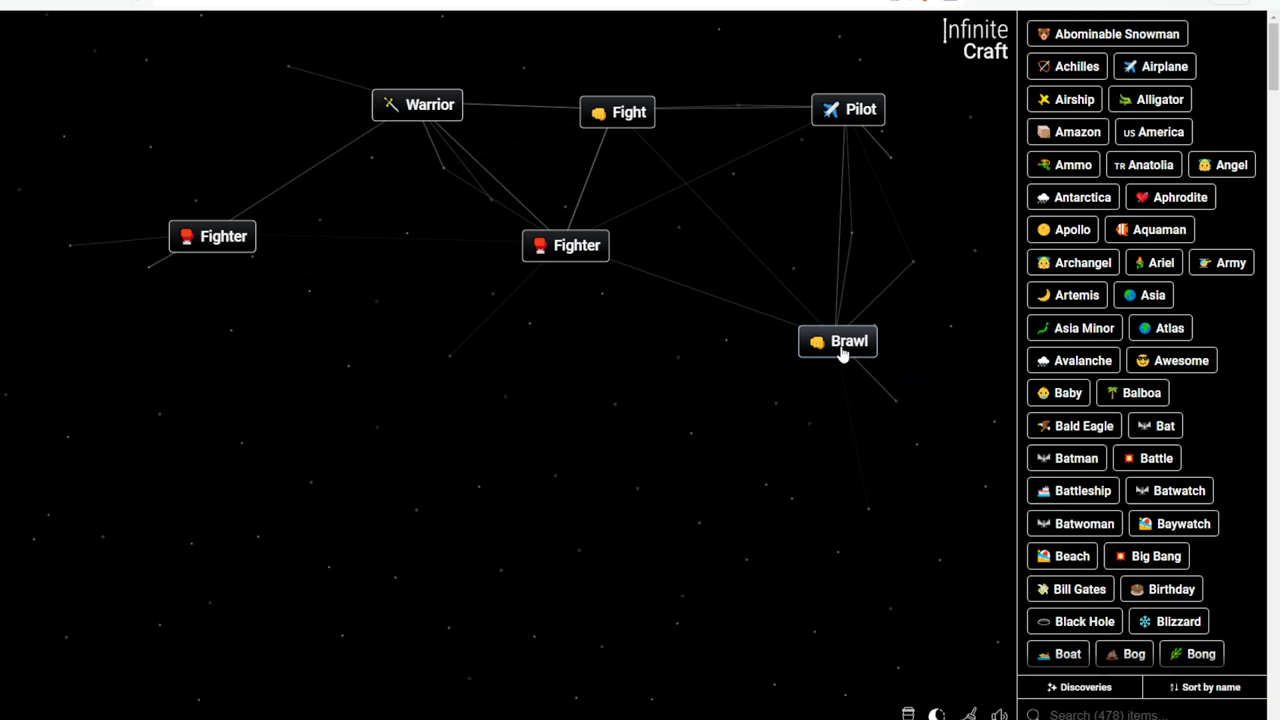 Infinite
Craft
Warrior
Fight
Pilot
Fighter
Fighter
Brawl
Abominable Snowman
Achilles Airplane
Airship Alligator
Amazon US America
Ammo TR Anatolia Angel
Antarctica Aphrodite
Apollo Aquaman
Archangel Ariel Army
Artemis Asia
Asia Minor Atlas
Avalanche Awesome
Baby Balboa
Bald Eagle Bat
Batman Battle
Battleship Batwatch
Batwoman Baywatch
Beach Big Bang
Bill Gates Birthday
Black Hole Blizzard
Boat Bog Bong
Discoveries Sort by name
Search (478) items...